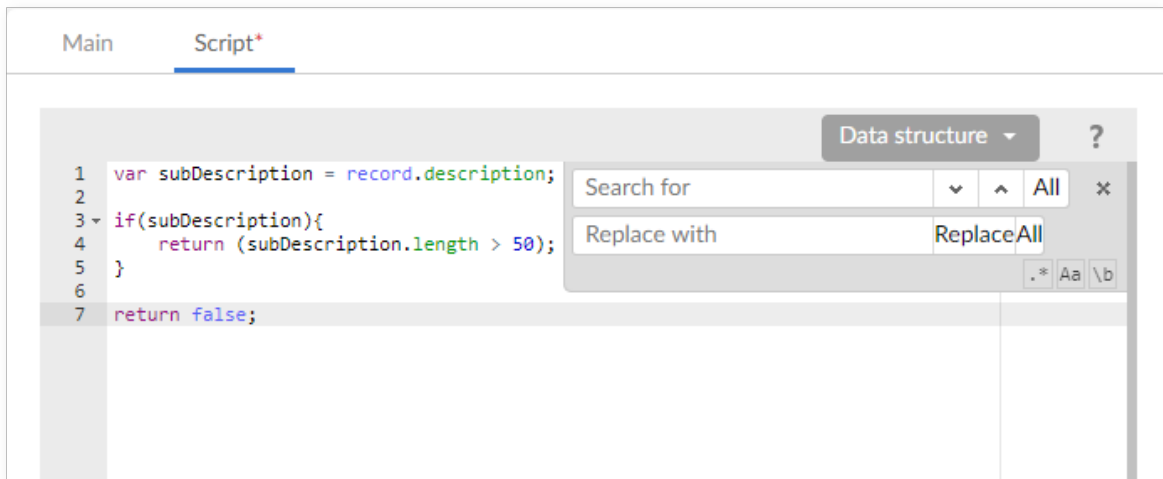 Main Script*
Data structure ?
1 var subDescription = record.description;
2
3 if(subDescription){
4     return (subDescription.length > 50);
5 }
6
7 return false;
Search for All ×
Replace with Replace All
.* Aa \b